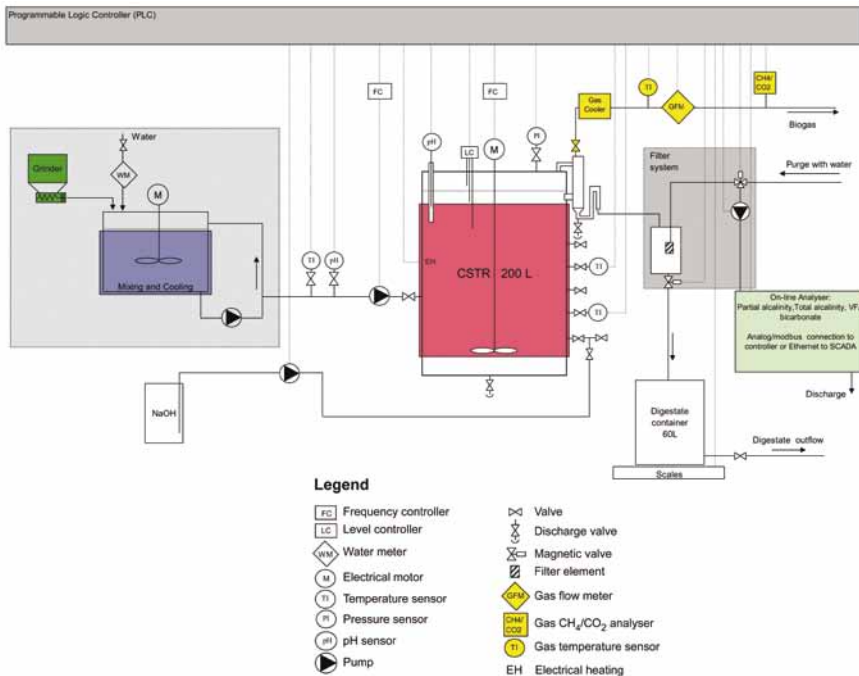 Programmable Logic Controller (PLC)
FC
FC
CH4/
CO2
TI
Gas
Cooler
GFM
Biogas
Water
Grinder
WM
M
pH
LC
M
PI
Filter
system
Purge with water
Mixing and Cooling
TI
pH
EH
CSTR 200 L
TI
TI
On-line Analyser:
Partial alcalinity,Total alcalinity, VF
bicarbonate
Analog/modbus connection to
controller or Ethernet to SCADA
Discharge
NaOH
Digestate
container
60L
Digestate outflow
Scales
Legend
FC Frequency controller
LC Level controller
WM Water meter
M Electrical motor
TI Temperature sensor
PI Pressure sensor
pH pH sensor
Pump
Valve
Discharge valve
Magnetic valve
Filter element
GFM Gas flow meter
CH4/
CO2 Gas CH₄/CO₂ analyser
TI Gas temperature sensor
EH Electrical heating